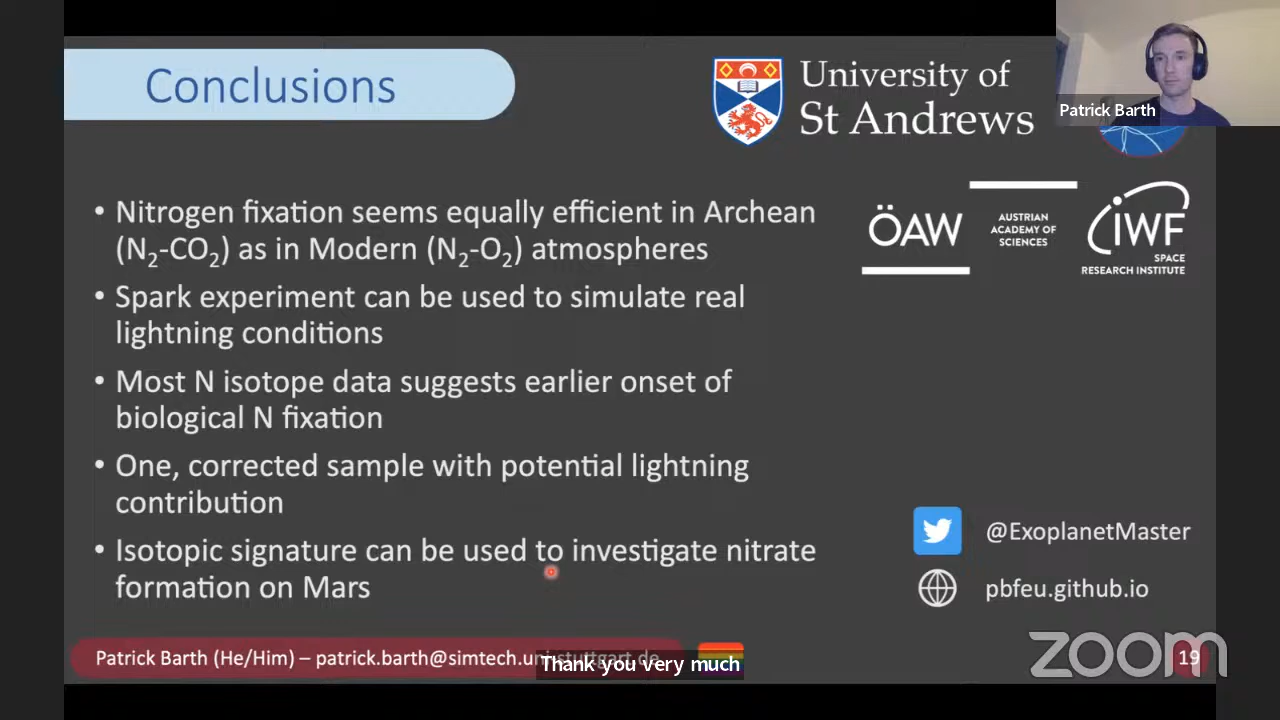 Conclusions
University of
St Andrews
Patrick Barth
• Nitrogen fixation seems equally efficient in Archean
(N₂-CO₂) as in Modern (N₂-O₂) atmospheres
• Spark experiment can be used to simulate real
lightning conditions
• Most N isotope data suggests earlier onset of
biological N fixation
• One, corrected sample with potential lightning
contribution
• Isotopic signature can be used to investigate nitrate
formation on Mars
ÖAW
AUSTRIAN
ACADEMY OF
SCIENCES
IWF
SPACE
RESEARCH INSTITUTE
@ExoplanetMaster
pbfeu.github.io
Patrick Barth (He/Him) – patrick.barth@simtech.uni-stuttgart.de
Thank you very much
zoom
19